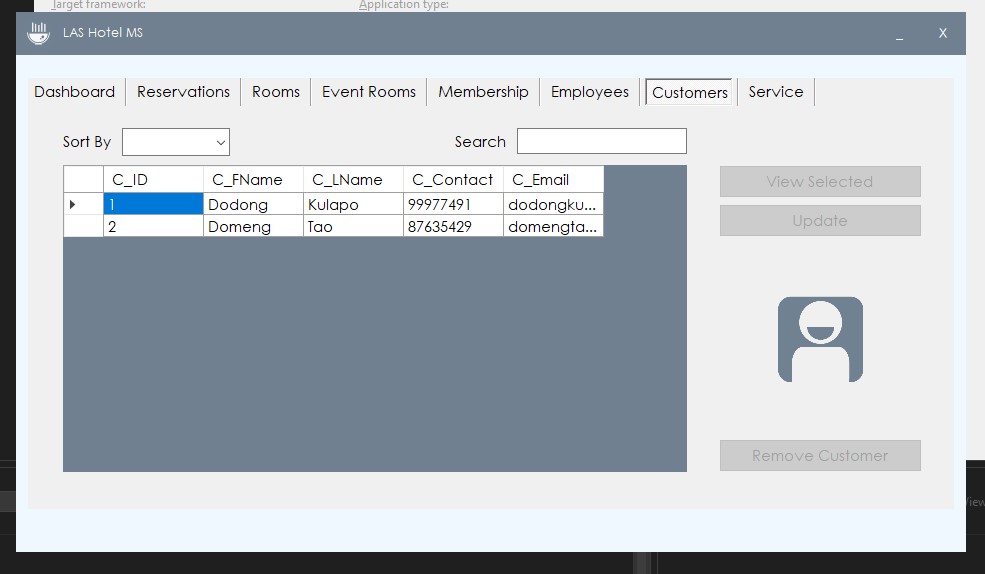 Target framework: Application type:
LAS Hotel MS _ X
Dashboard Reservations Rooms Event Rooms Membership Employees Customers Service
Sort By Search
C_ID C_FName C_LName C_Contact C_Email
1 Dodong Kulapo 99977491 dodongku...
2 Domeng Tao 87635429 domengta...
View Selected
Update
Remove Customer
View